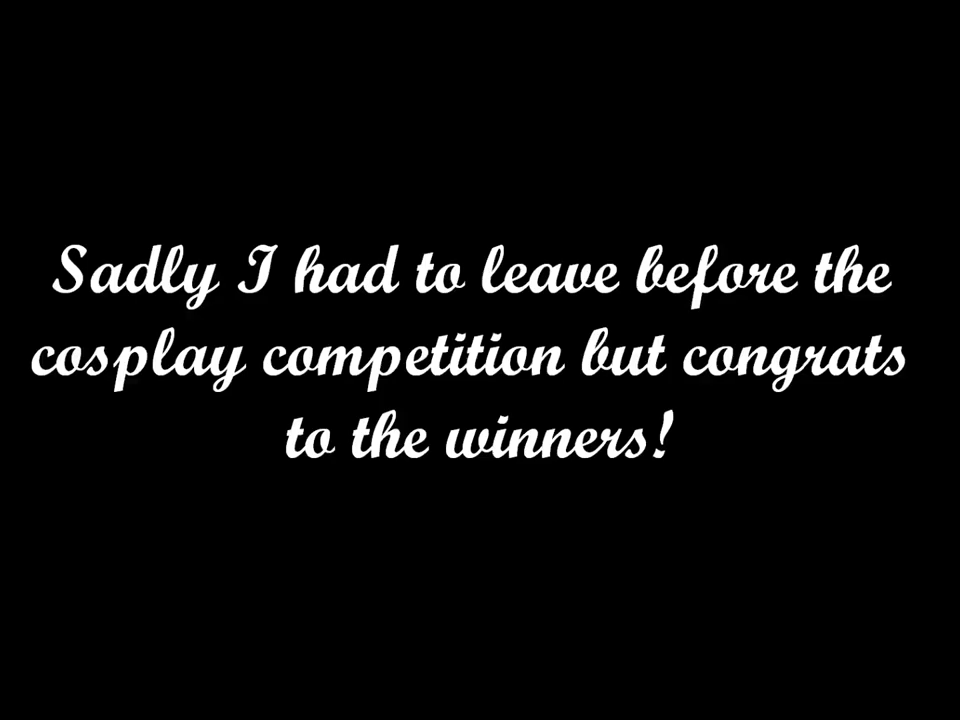 Sadly I had to leave before the
cosplay competition but congrats
to the winners!